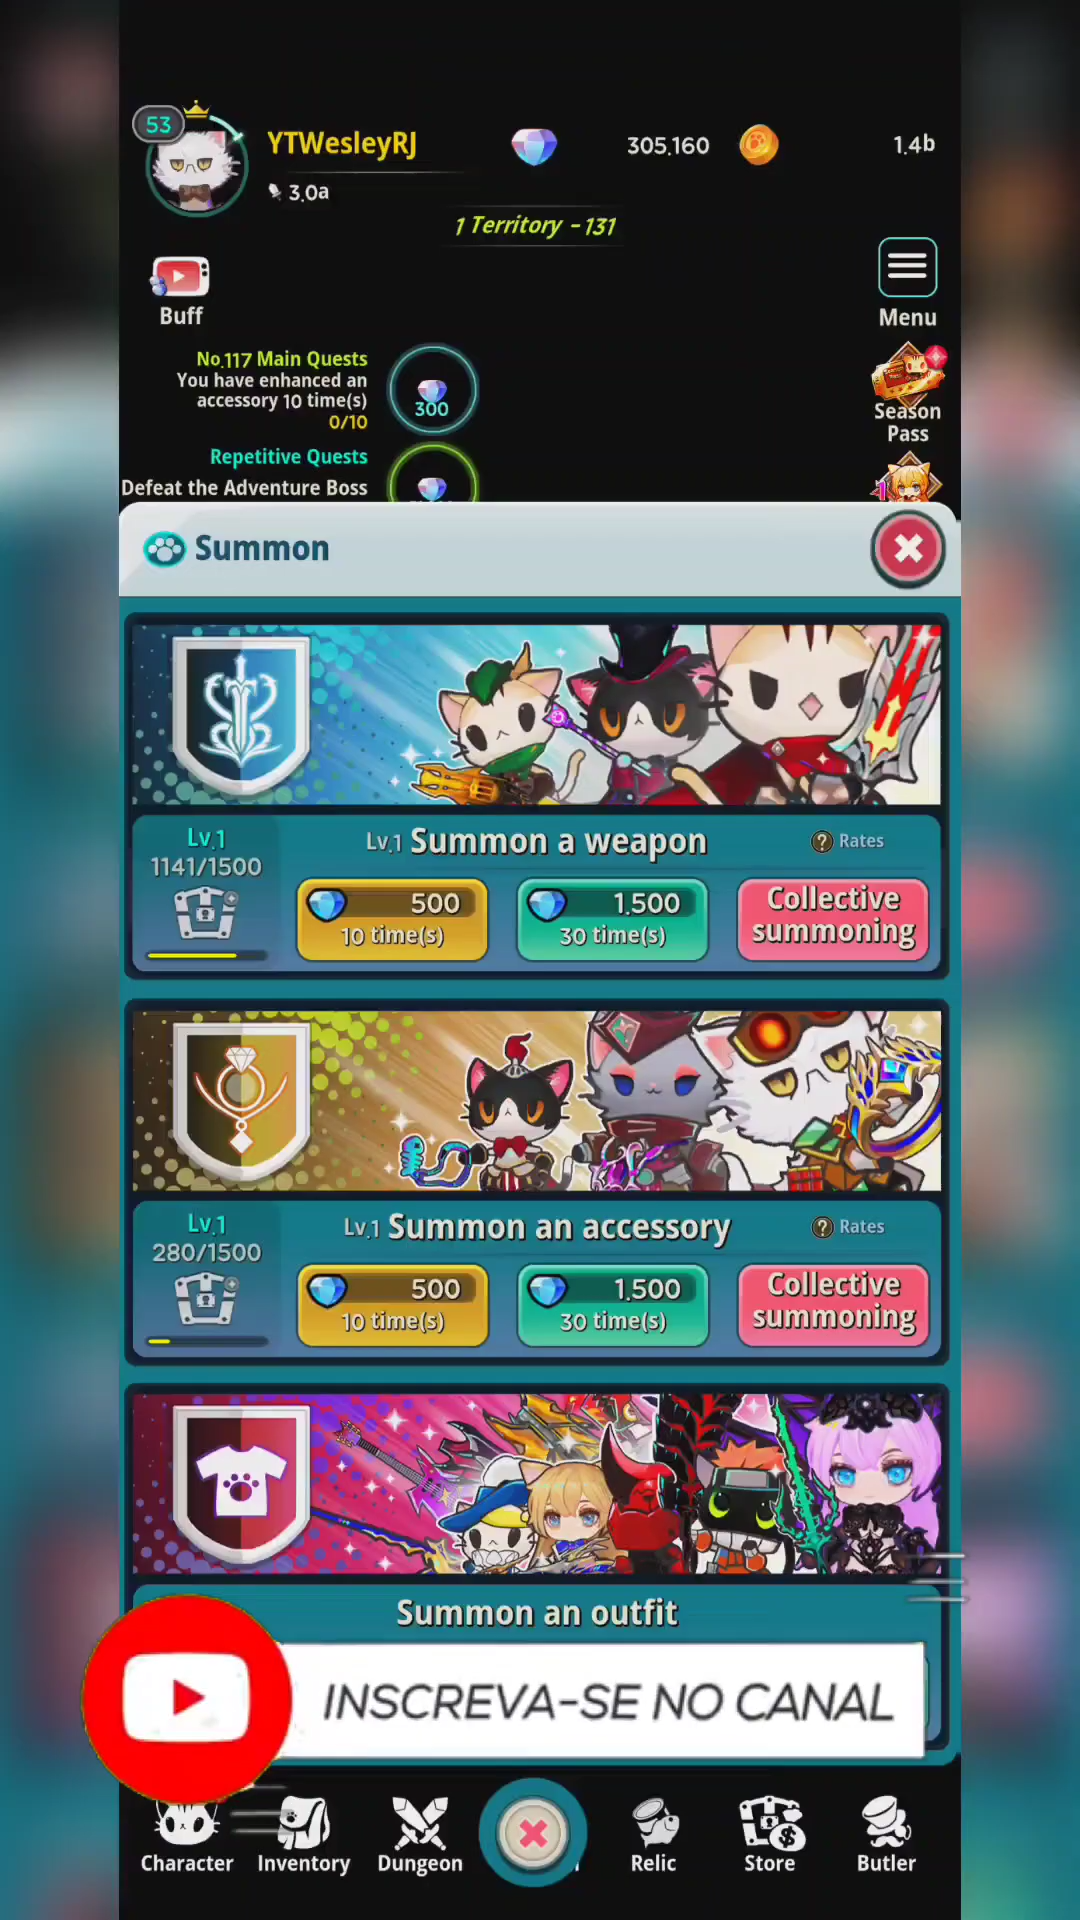 53
YTWesleyRJ
305,160
1.4b
3.0a
1 Territory - 131
Buff
Menu
No.117 Main Quests
You have enhanced an
accessory 10 time(s)
0/10
300
Season
Pass
Repetitive Quests
Defeat the Adventure Boss
Summon
Lv.1
1141/1500
Lv.1 Summon a weapon
Rates
500
10 time(s)
1,500
30 time(s)
Collective
summoning
Lv.1
280/1500
Lv.1 Summon an accessory
Rates
500
10 time(s)
1,500
30 time(s)
Collective
summoning
Summon an outfit
INSCREVA-SE NO CANAL
Character
Inventory
Dungeon
Relic
Store
Butler